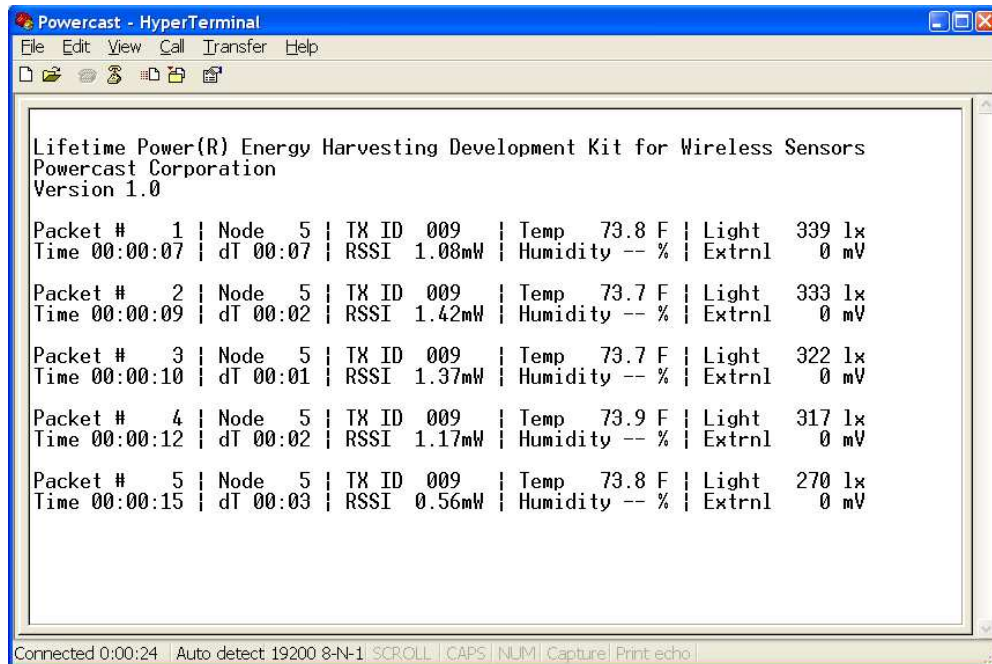 Powercast - HyperTerminal
File Edit View Call Transfer Help
Lifetime Power(R) Energy Harvesting Development Kit for Wireless Sensors
Powercast Corporation
Version 1.0
Packet # 1 | Node 5 | TX ID 009 | Temp 73.8 F | Light 339 lx
Time 00:00:07 | dT 00:07 | RSSI 1.08mW | Humidity -- % | Extrnl 0 mV
Packet # 2 | Node 5 | TX ID 009 | Temp 73.7 F | Light 333 lx
Time 00:00:09 | dT 00:02 | RSSI 1.42mW | Humidity -- % | Extrnl 0 mV
Packet # 3 | Node 5 | TX ID 009 | Temp 73.7 F | Light 322 lx
Time 00:00:10 | dT 00:01 | RSSI 1.37mW | Humidity -- % | Extrnl 0 mV
Packet # 4 | Node 5 | TX ID 009 | Temp 73.9 F | Light 317 lx
Time 00:00:12 | dT 00:02 | RSSI 1.17mW | Humidity -- % | Extrnl 0 mV
Packet # 5 | Node 5 | TX ID 009 | Temp 73.8 F | Light 270 lx
Time 00:00:15 | dT 00:03 | RSSI 0.56mW | Humidity -- % | Extrnl 0 mV
Connected 0:00:24 Auto detect 19200 8-N-1 SCROLL CAPS NUM Capture Print echo